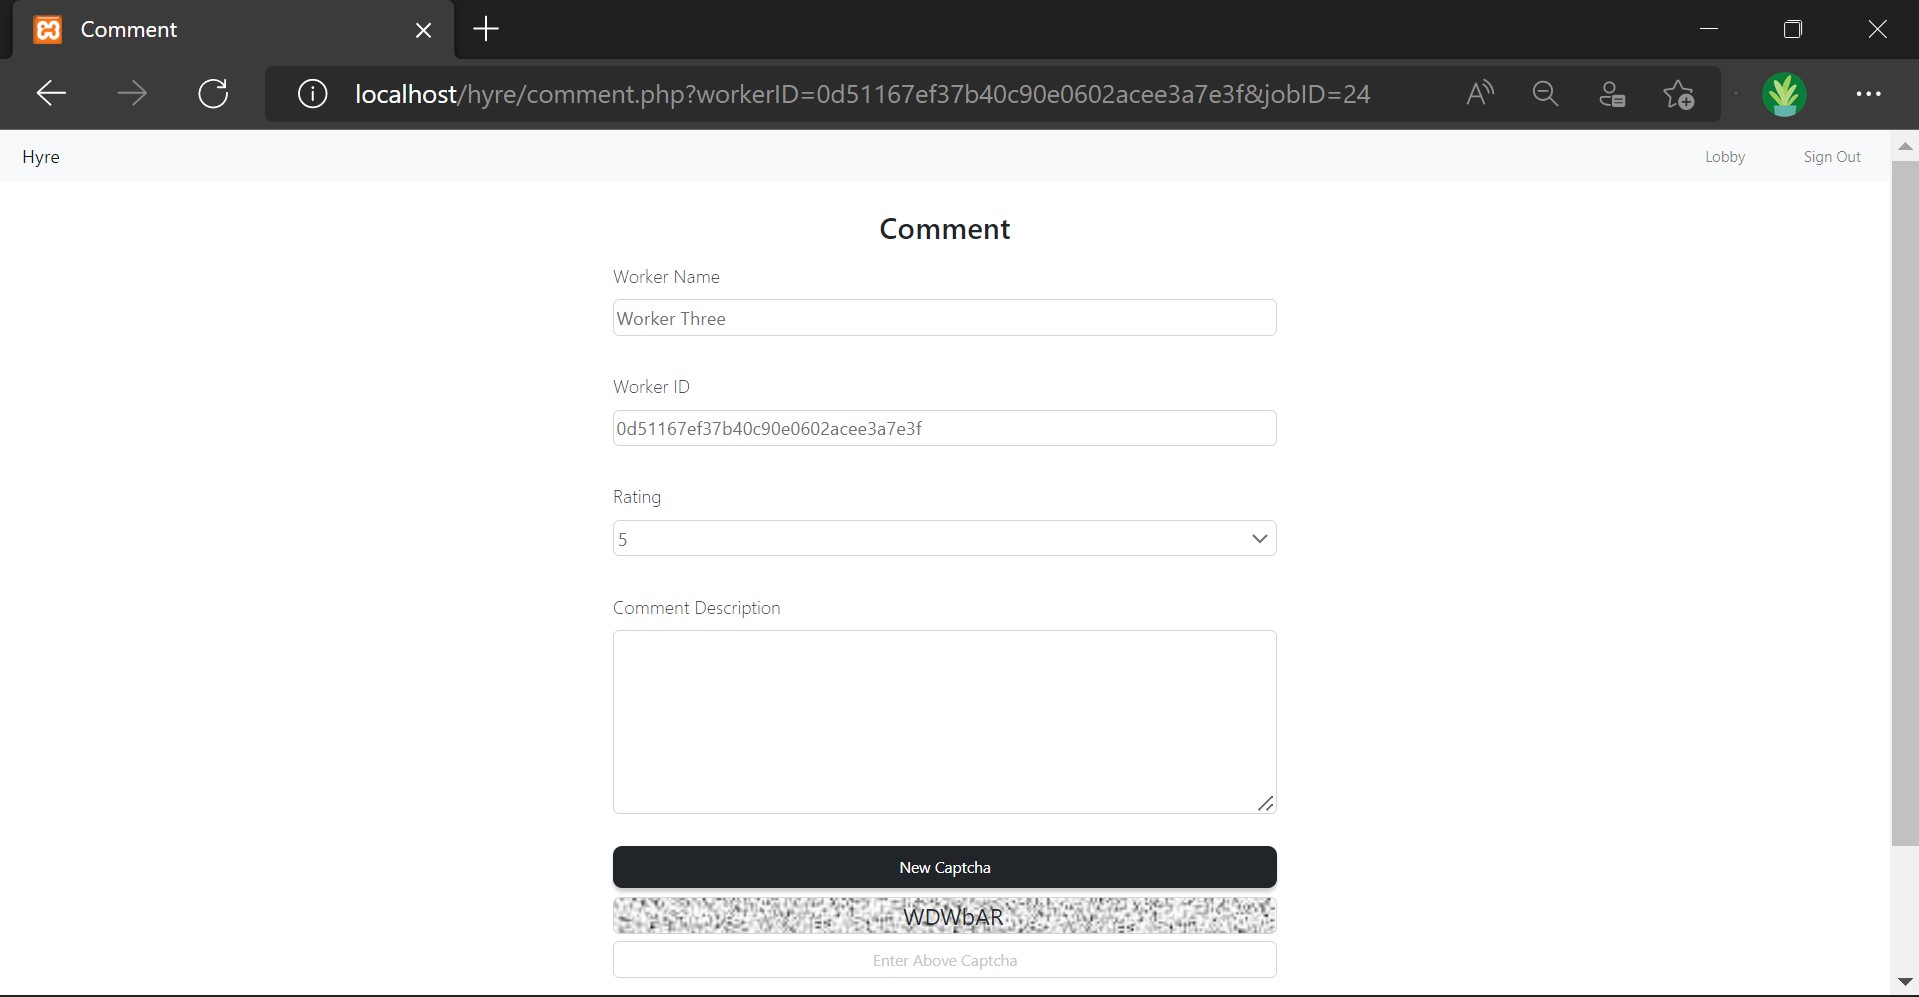 Comment
localhost/hyre/comment.php?workerID=0d51167ef37b40c90e0602acee3a7e3f&jobID=24
Hyre Lobby Sign Out
Comment
Worker Name
Worker Three
Worker ID
0d51167ef37b40c90e0602acee3a7e3f
Rating
5
Comment Description
New Captcha
WDWbAR
Enter Above Captcha